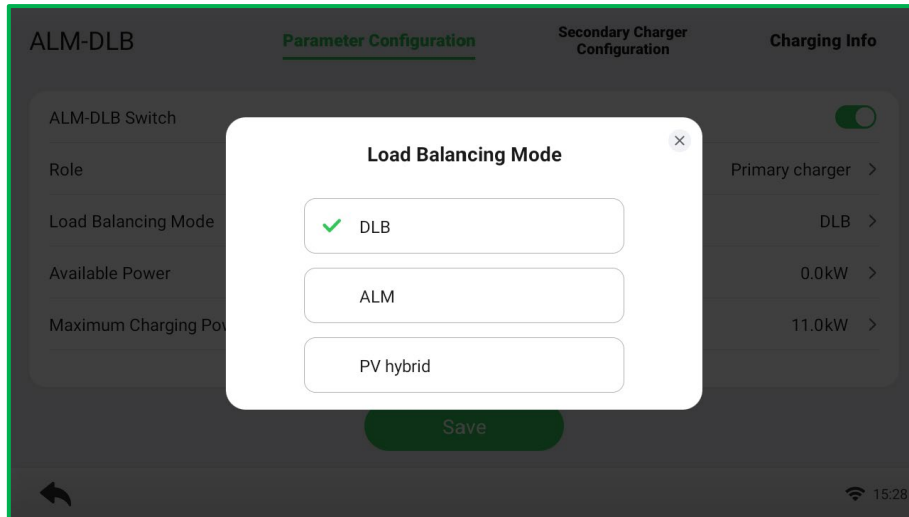 ALM-DLB
Parameter Configuration
Secondary Charger
Configuration
Charging Info
ALM-DLB Switch
Role
Primary charger
Load Balancing Mode
DLB
Available Power
0.0kW
Maximum Charging Pow
11.0kW
Load Balancing Mode
DLB
ALM
PV hybrid
Save
15:28